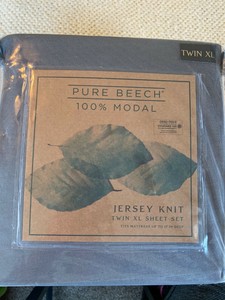 TWIN XL
PURE BEECH
100% MODAL
JERSEY KNIT
TWIN XL SHEET SET